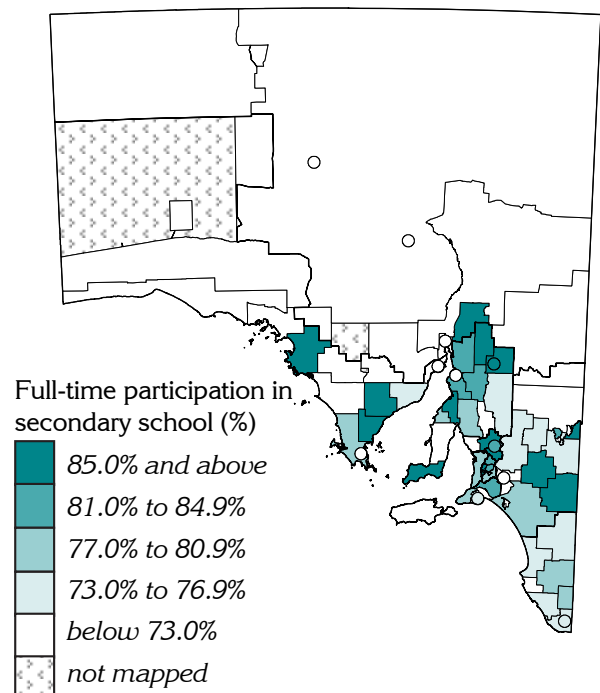 Full-time participation in
secondary school (%)
85.0% and above
81.0% to 84.9%
77.0% to 80.9%
73.0% to 76.9%
below 73.0%
not mapped